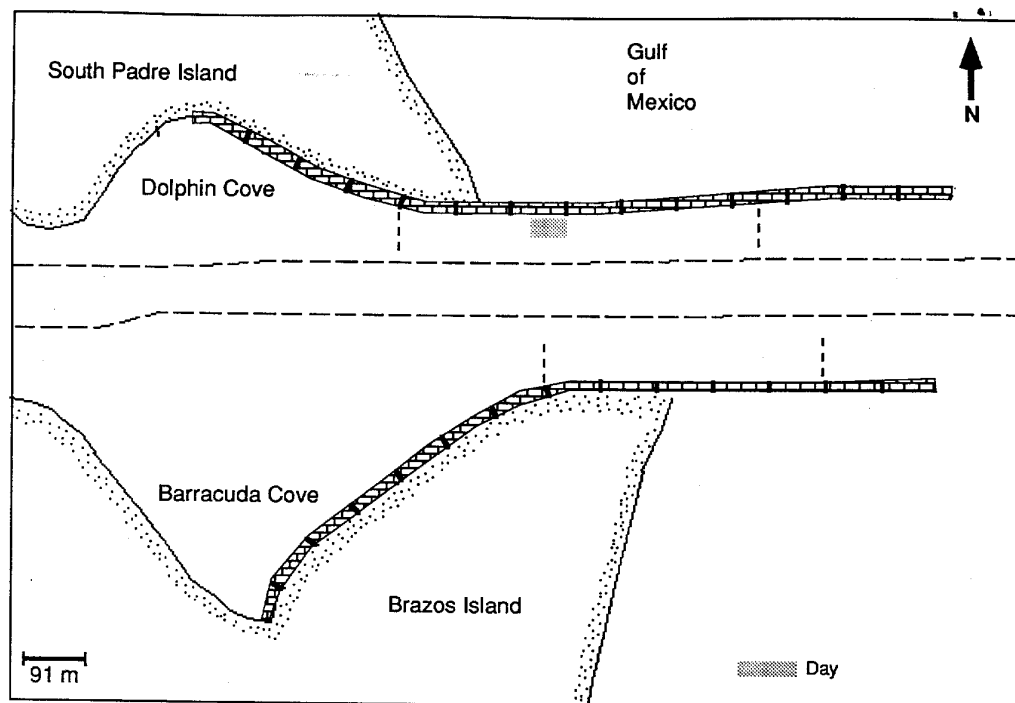 South Padre Island
Gulf
of
Mexico
N
Dolphin Cove
Barracuda Cove
Brazos Island
91 m
Day